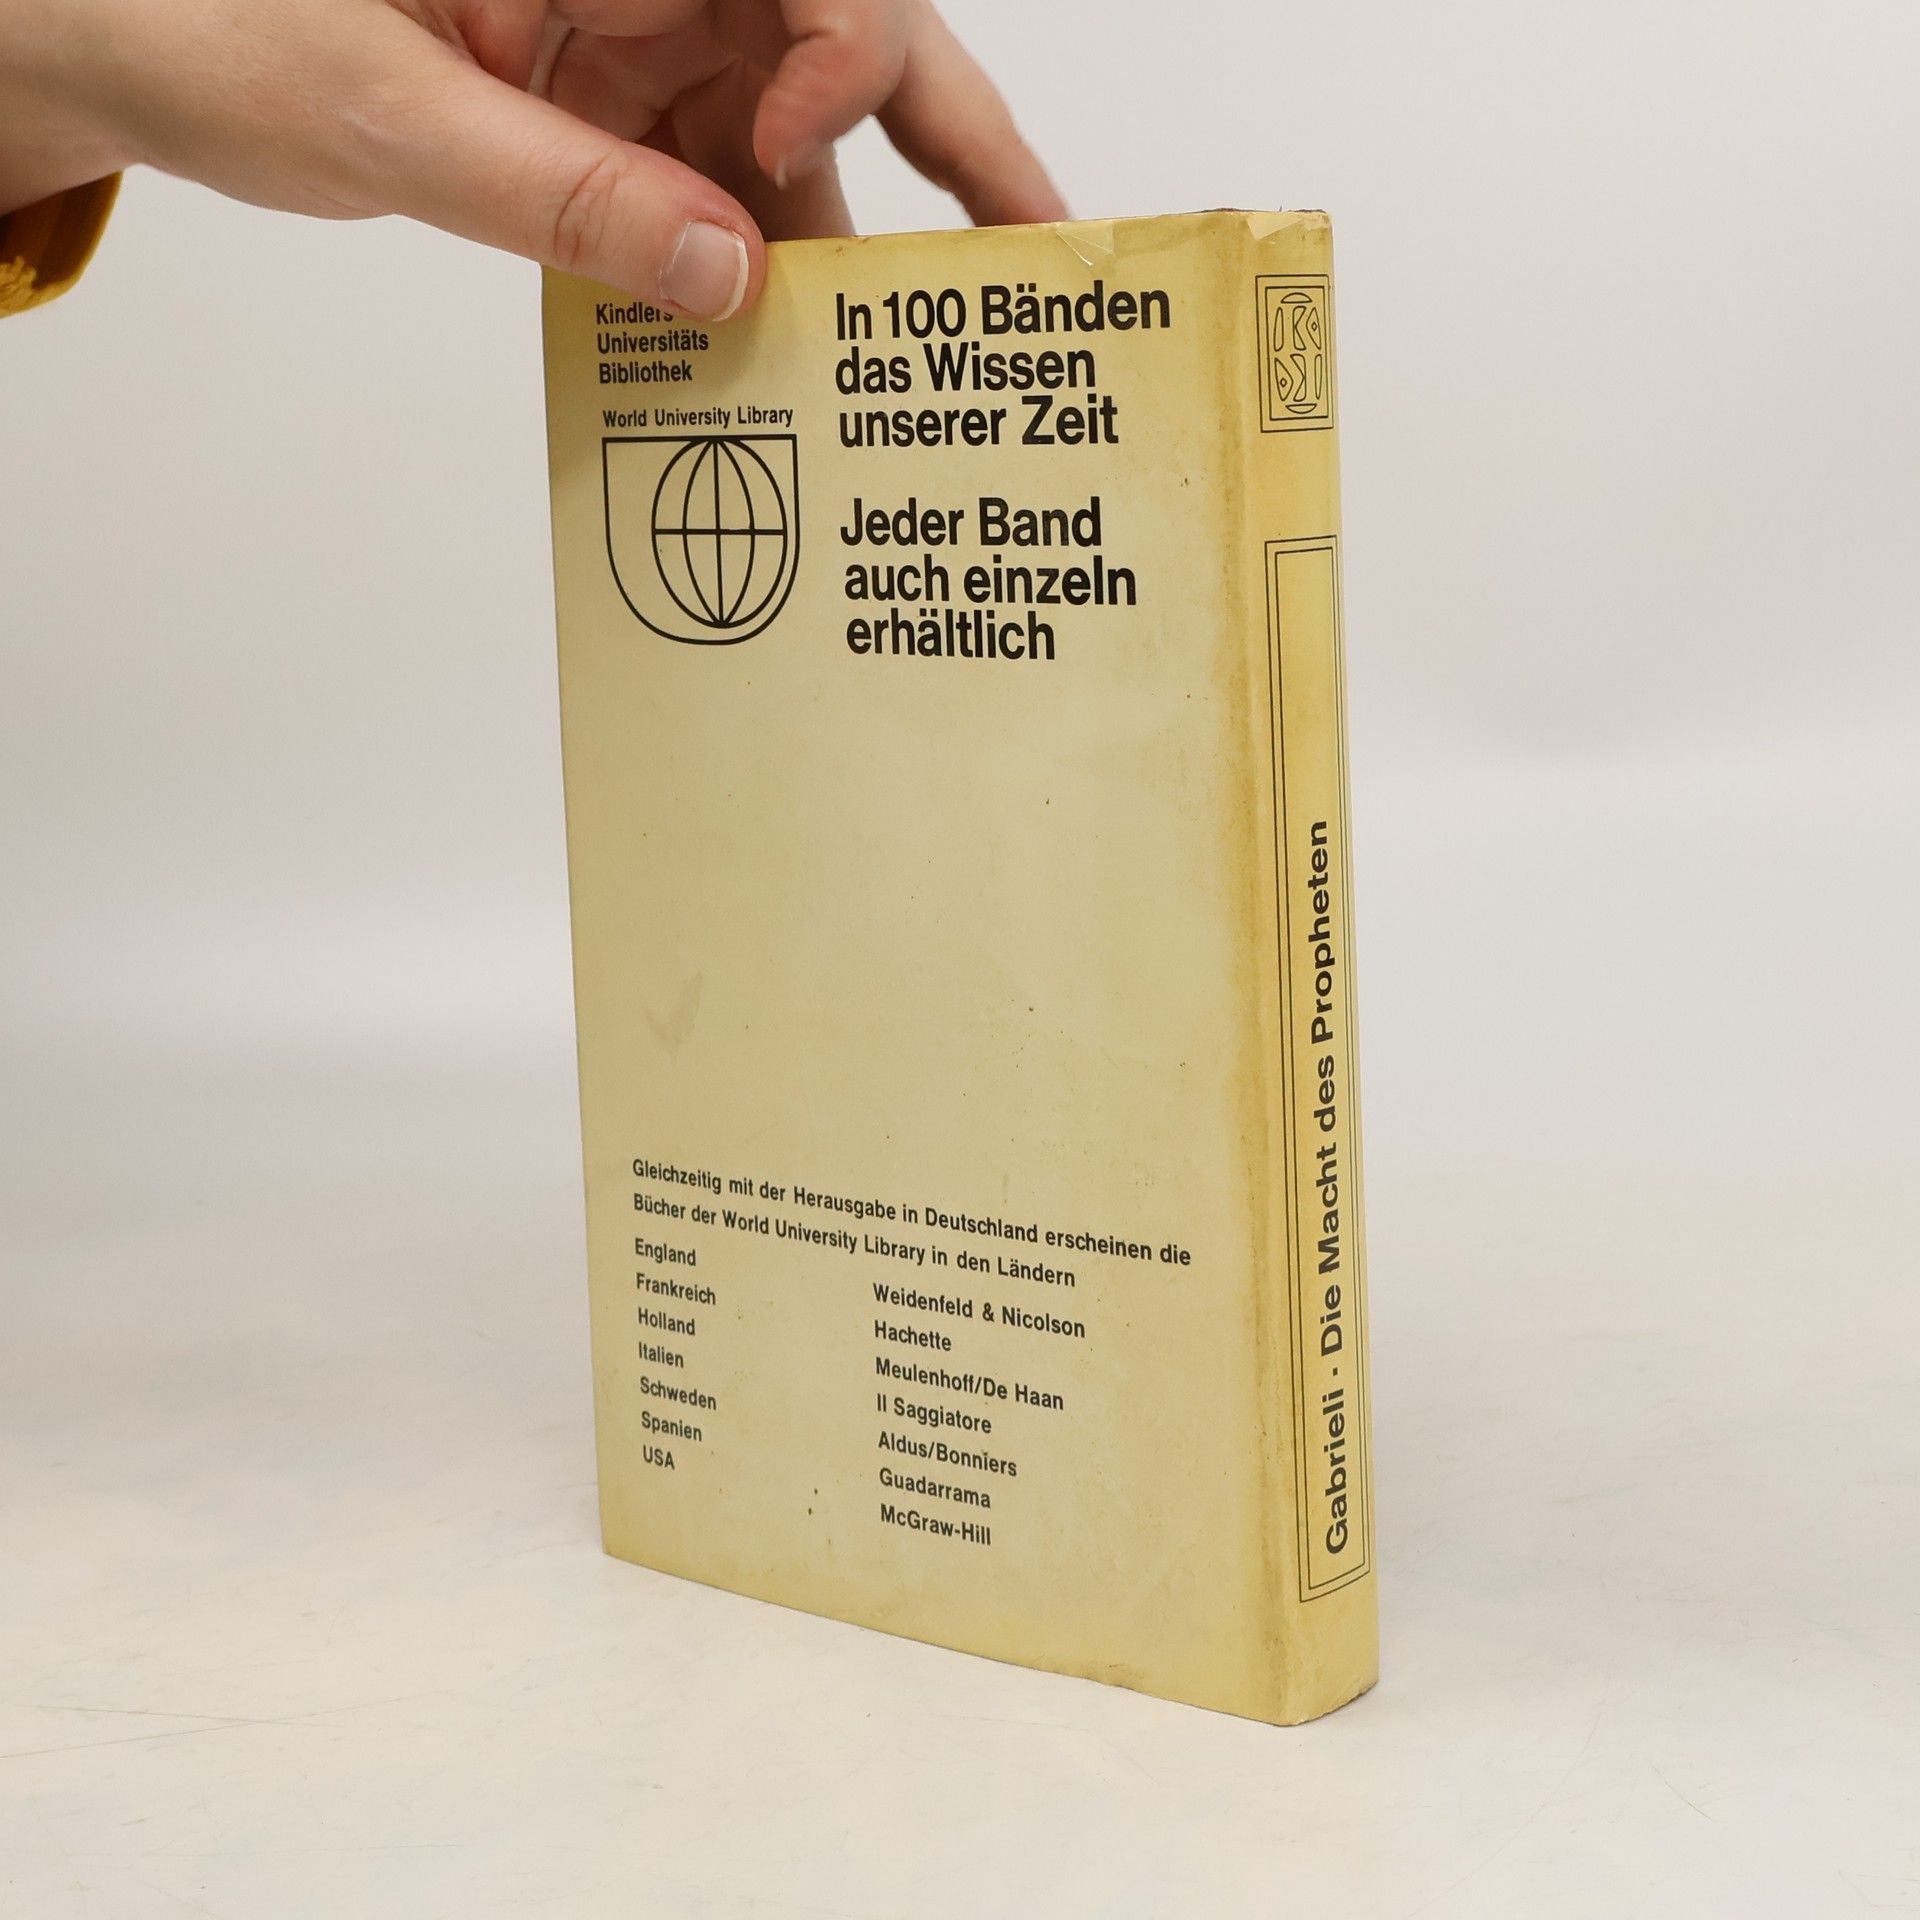 Kindlers
Universitäts
Bibliothek
World University Library
In 100 Bänden
das Wissen
unserer Zeit
Jeder Band
auch einzeln
erhältlich
Gleichzeitig mit der Herausgabe in Deutschland erscheinen die
Bücher der World University Library in den Ländern
England Weidenfeld & Nicolson
Frankreich Hachette
Holland Meulenhoff/De Haan
Italien Il Saggiatore
Schweden Aldus/Bonniers
Spanien Guadarrama
USA McGraw-Hill
Gabrieli · Die Macht des Propheten